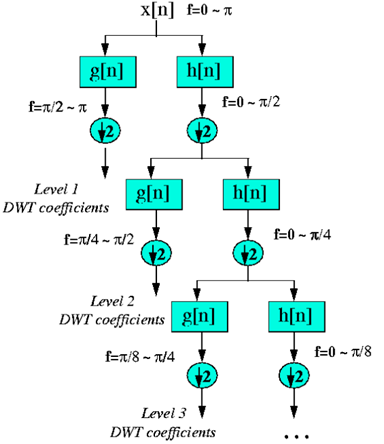 x[n] f=0 ~ π
g[n] h[n]
f=π/2 ~ π f=0 ~ π/2
↓2 ↓2
Level 1
DWT coefficients
g[n] h[n]
f=π/4 ~ π/2 f=0 ~ π/4
↓2 ↓2
Level 2
DWT coefficients
g[n] h[n]
f=π/8 ~ π/4 f=0 ~ π/8
↓2 ↓2
Level 3
DWT coefficients
...